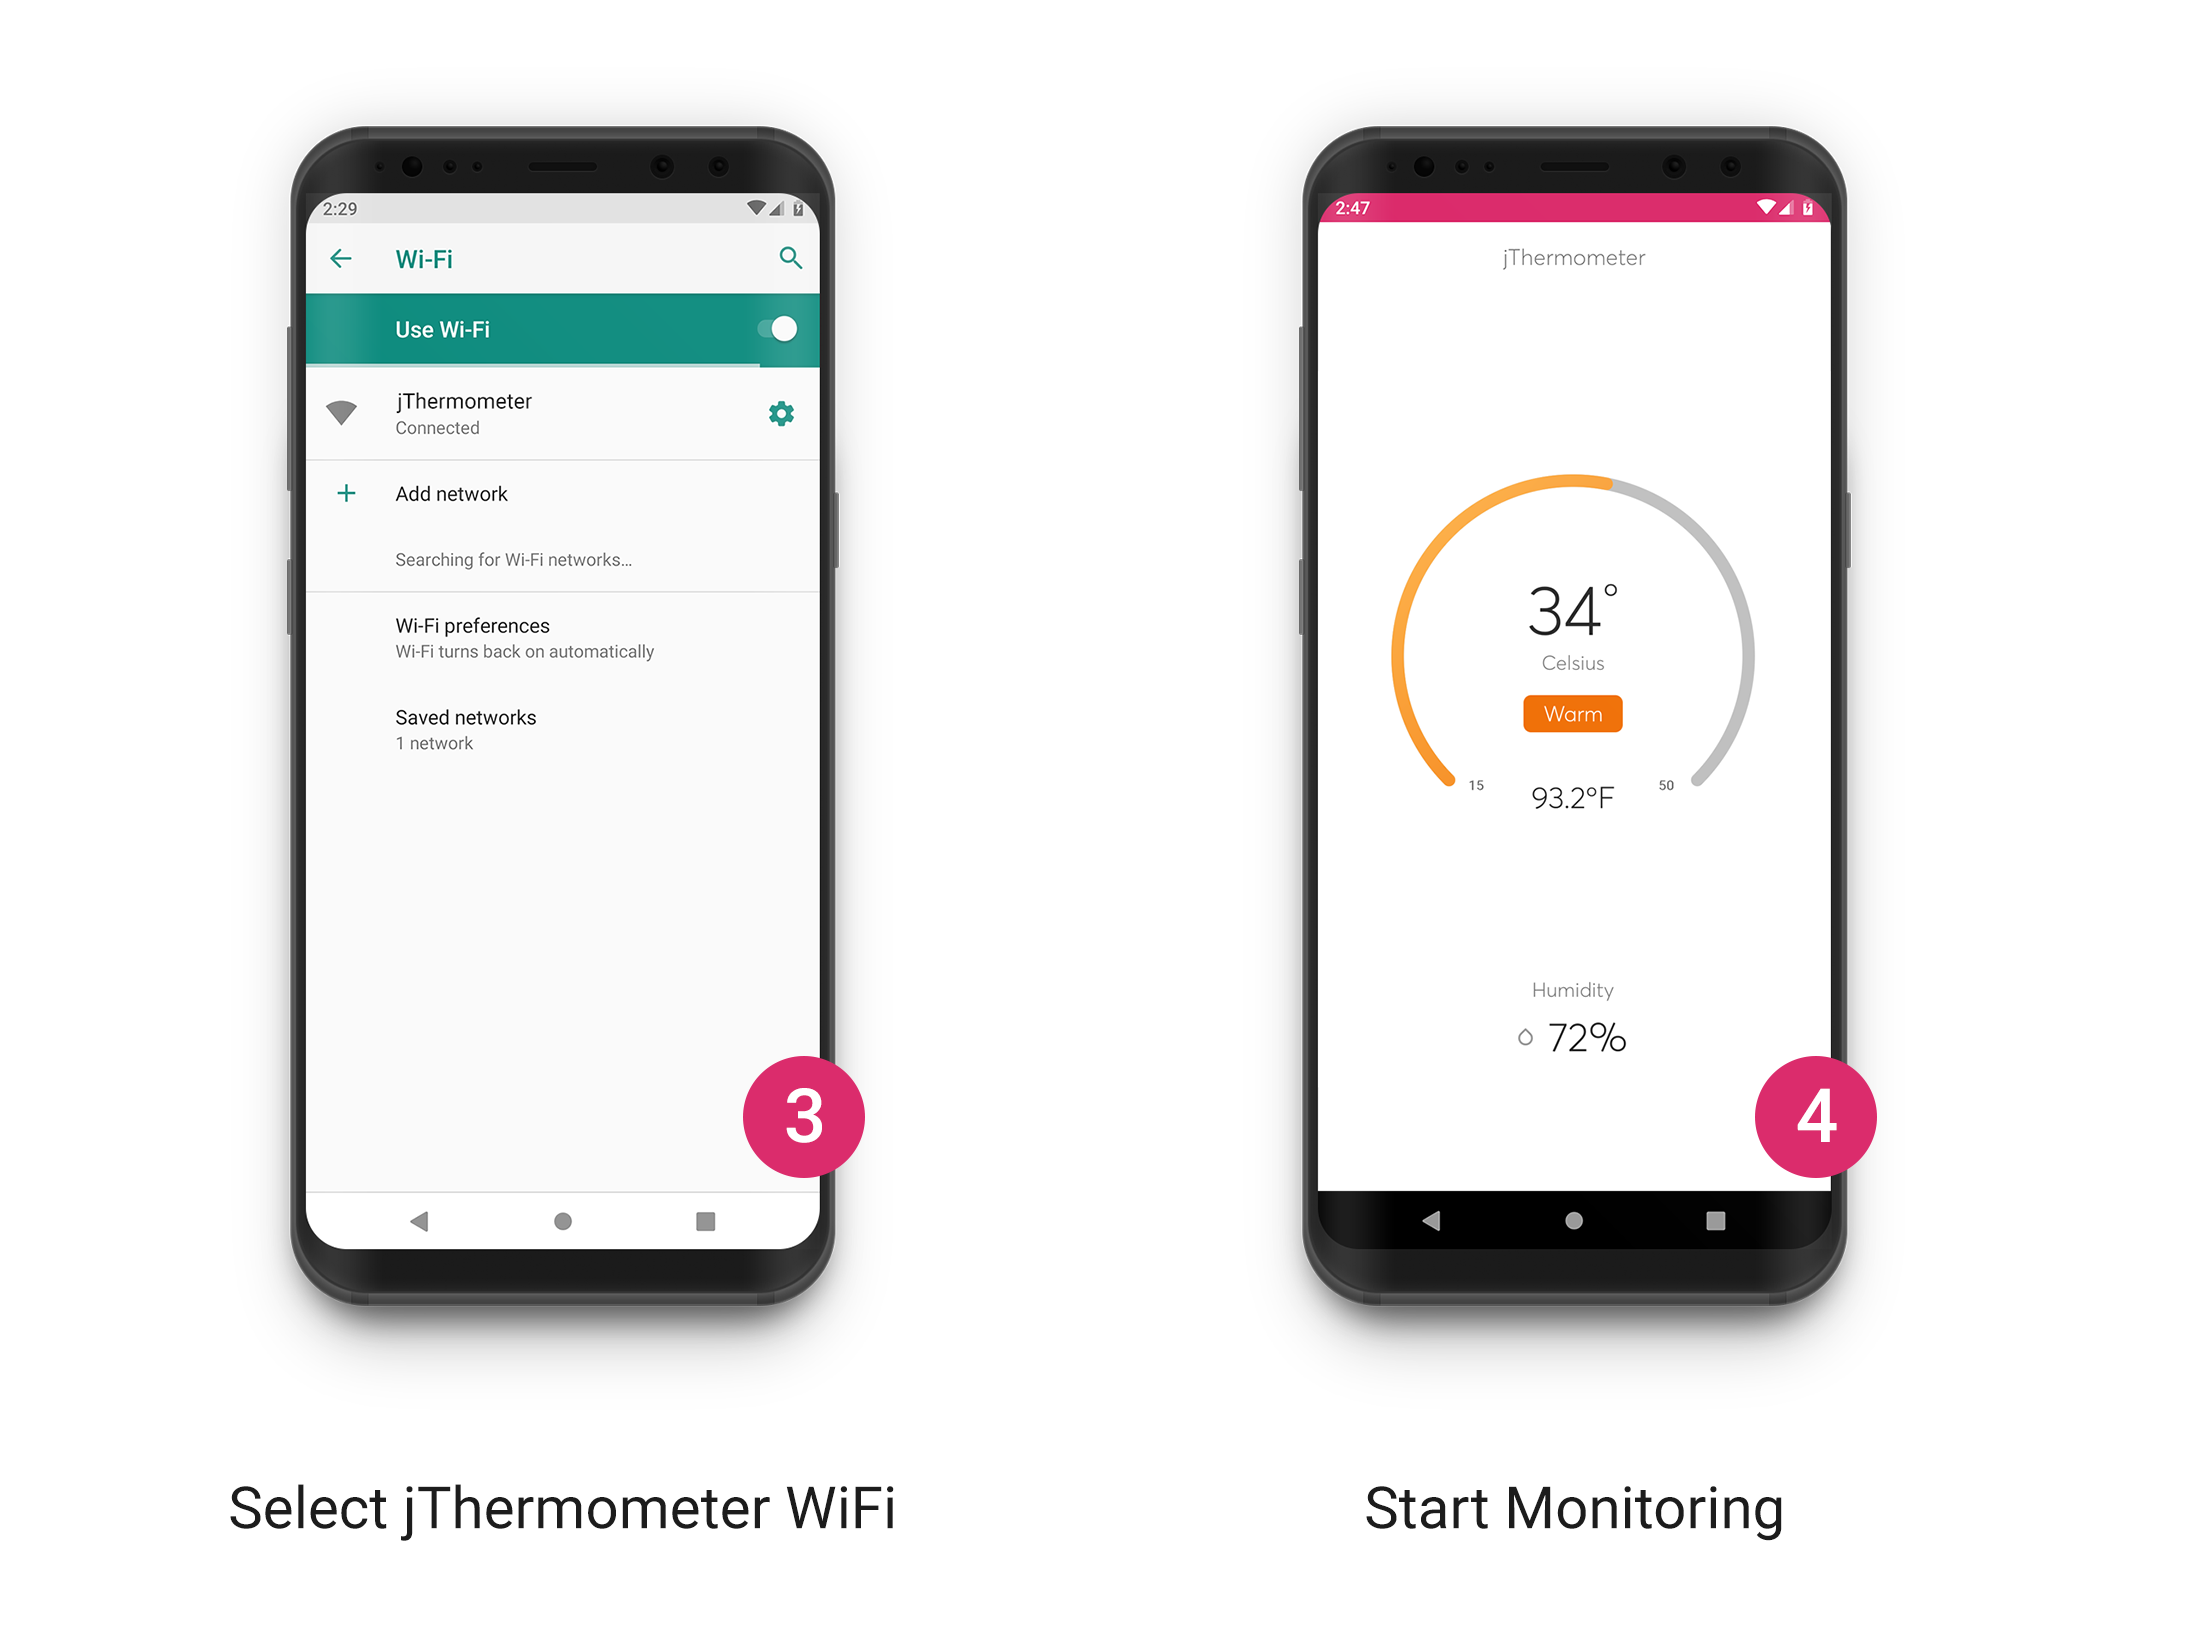 2:29
Wi-Fi
Use Wi-Fi
jThermometer
Connected
Add network
Searching for Wi-Fi networks...
Wi-Fi preferences
Wi-Fi turns back on automatically
Saved networks
1 network
3
Select jThermometer WiFi
2:47
jThermometer
34°
Celsius
Warm
15
93.2°F
50
Humidity
72%
4
Start Monitoring